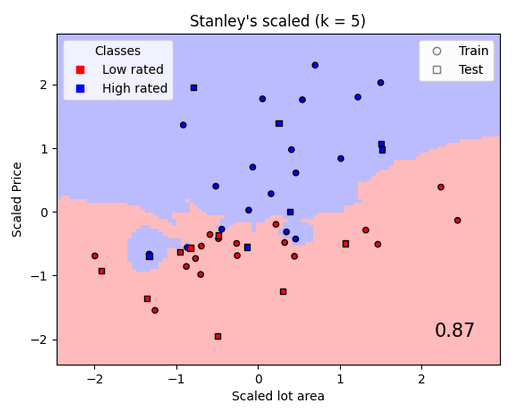 Stanley's scaled (k = 5)
Classes
Low rated
High rated
Train
Test
2
1
0
−1
−2
Scaled Price
0.87
−2
−1
0
1
2
Scaled lot area